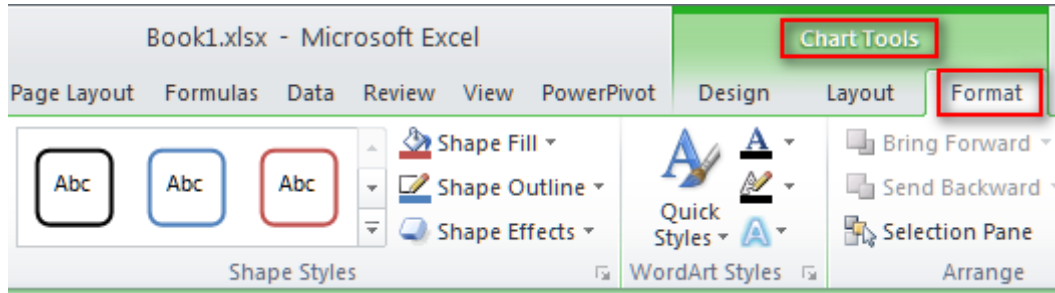 Book1.xlsx - Microsoft Excel
Chart Tools
Page Layout Formulas Data Review View PowerPivot Design Layout Format
Abc Abc Abc
Shape Fill
Shape Outline
Shape Effects
Shape Styles
Quick
Styles
WordArt Styles
Bring Forward
Send Backward
Selection Pane
Arrange